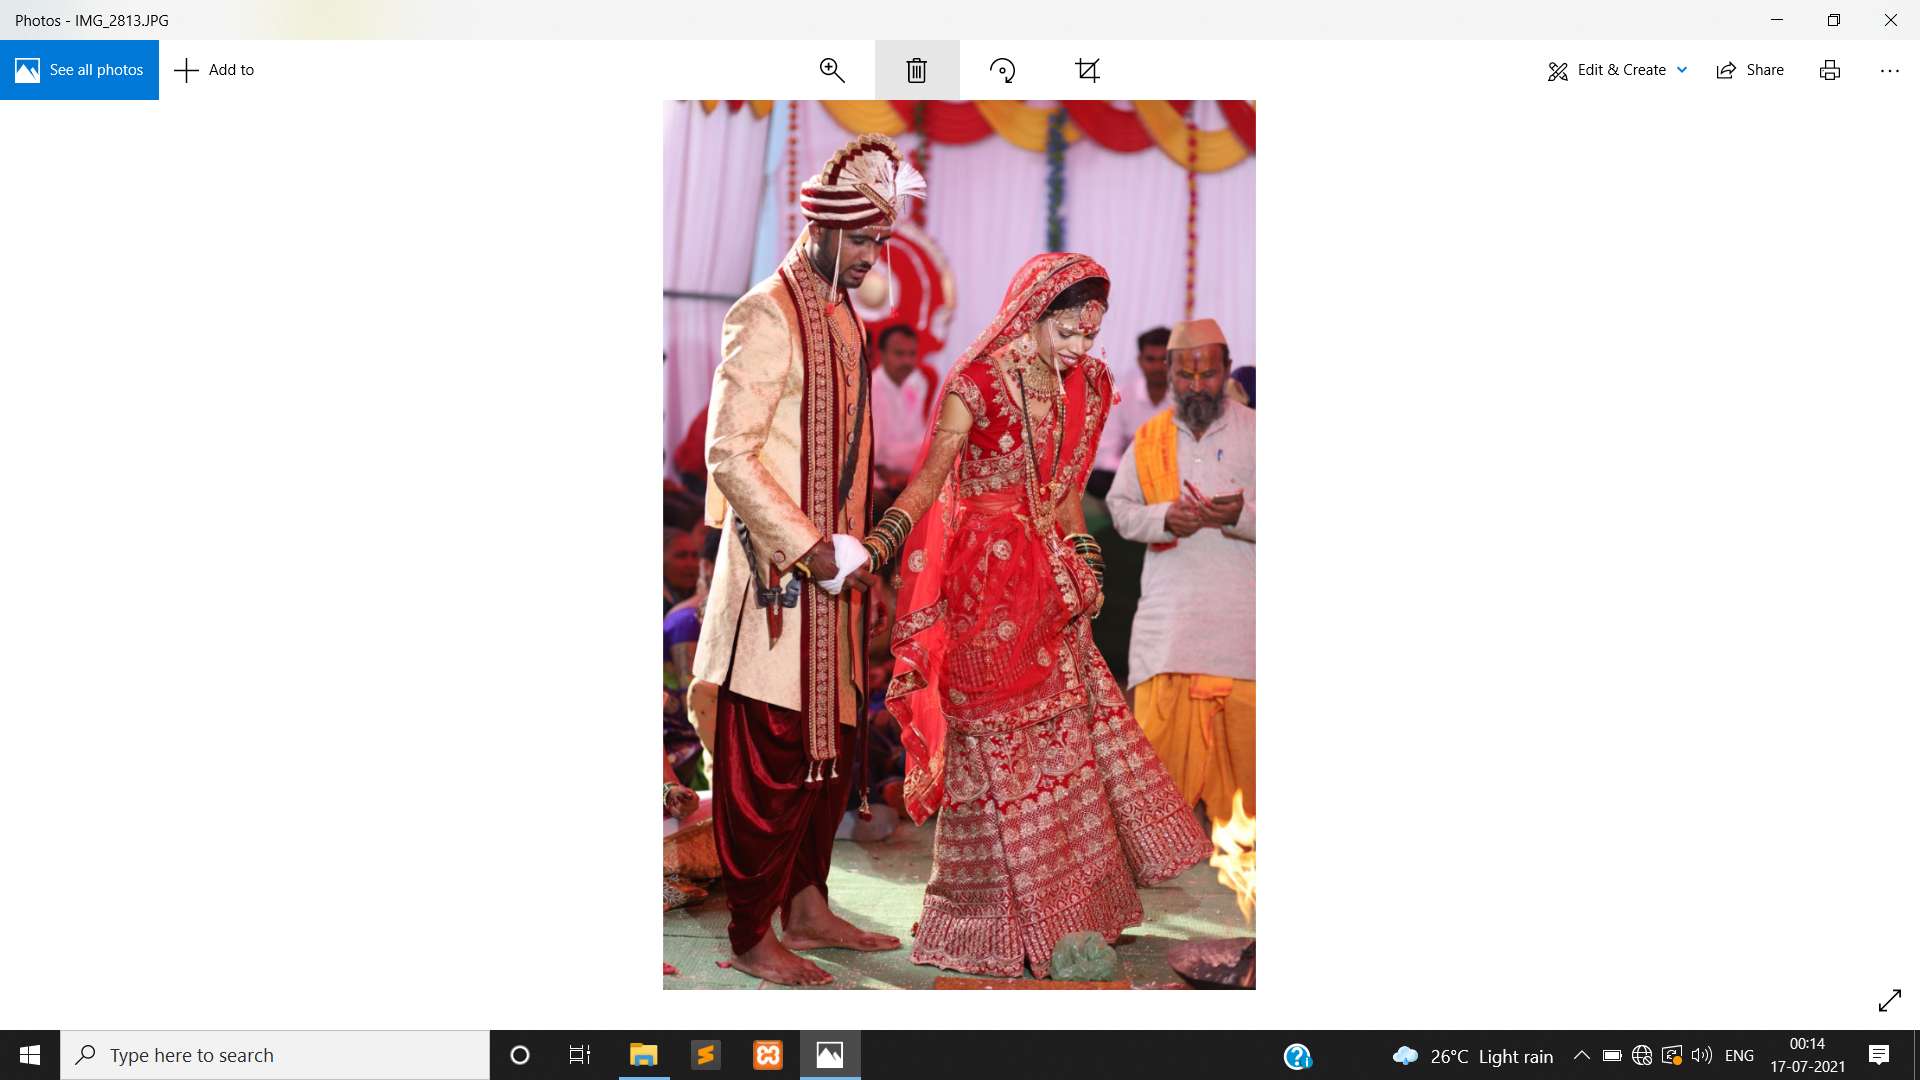 Photos - IMG_2813.JPG
See all photos
Add to
Edit & Create
Share
Type here to search
26°C Light rain
ENG
00:14
17-07-2021